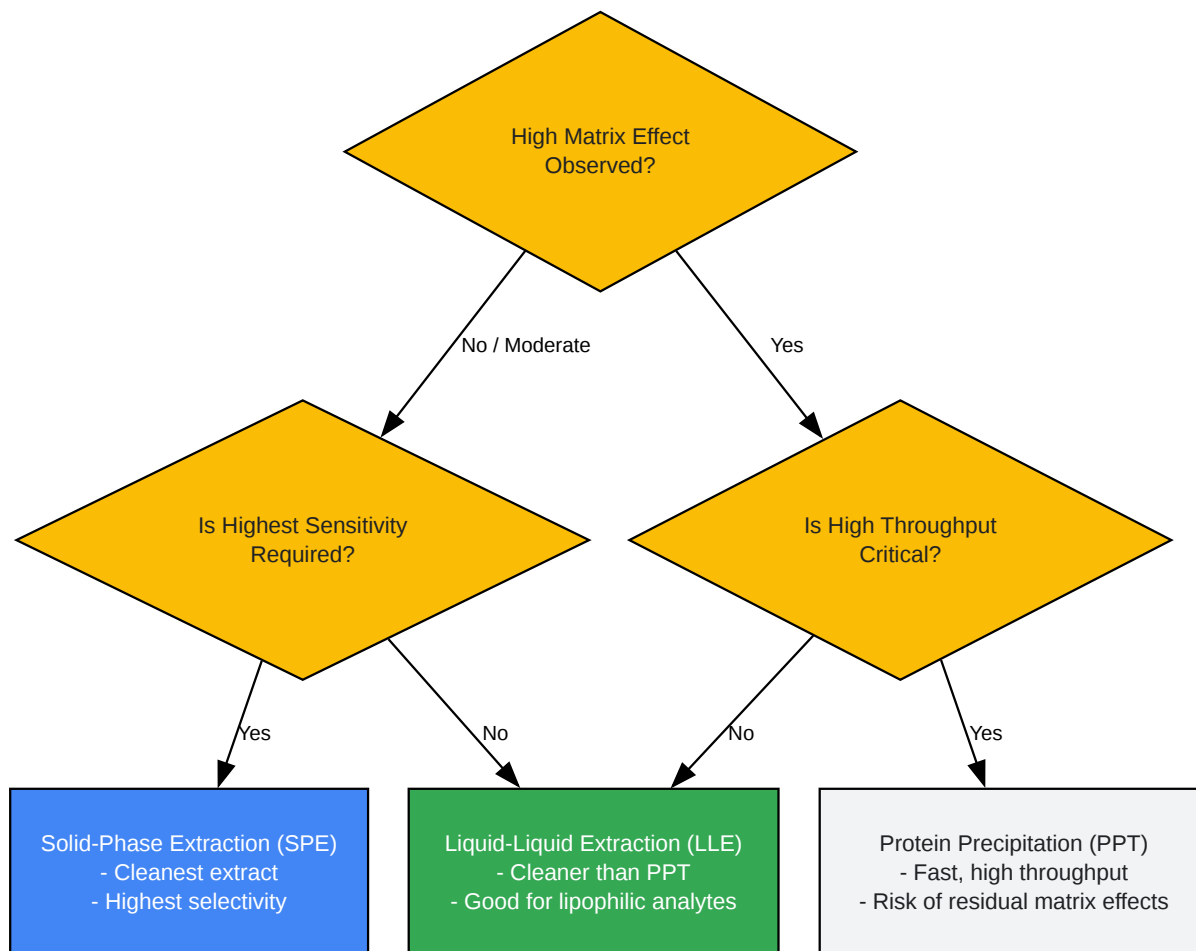 High Matrix Effect
Observed?
No / Moderate
Yes
Is Highest Sensitivity
Required?
Is High Throughput
Critical?
Yes
No
No
Yes
Solid-Phase Extraction (SPE)
- Cleanest extract
- Highest selectivity
Liquid-Liquid Extraction (LLE)
- Cleaner than PPT
- Good for lipophilic analytes
Protein Precipitation (PPT)
- Fast, high throughput
- Risk of residual matrix effects